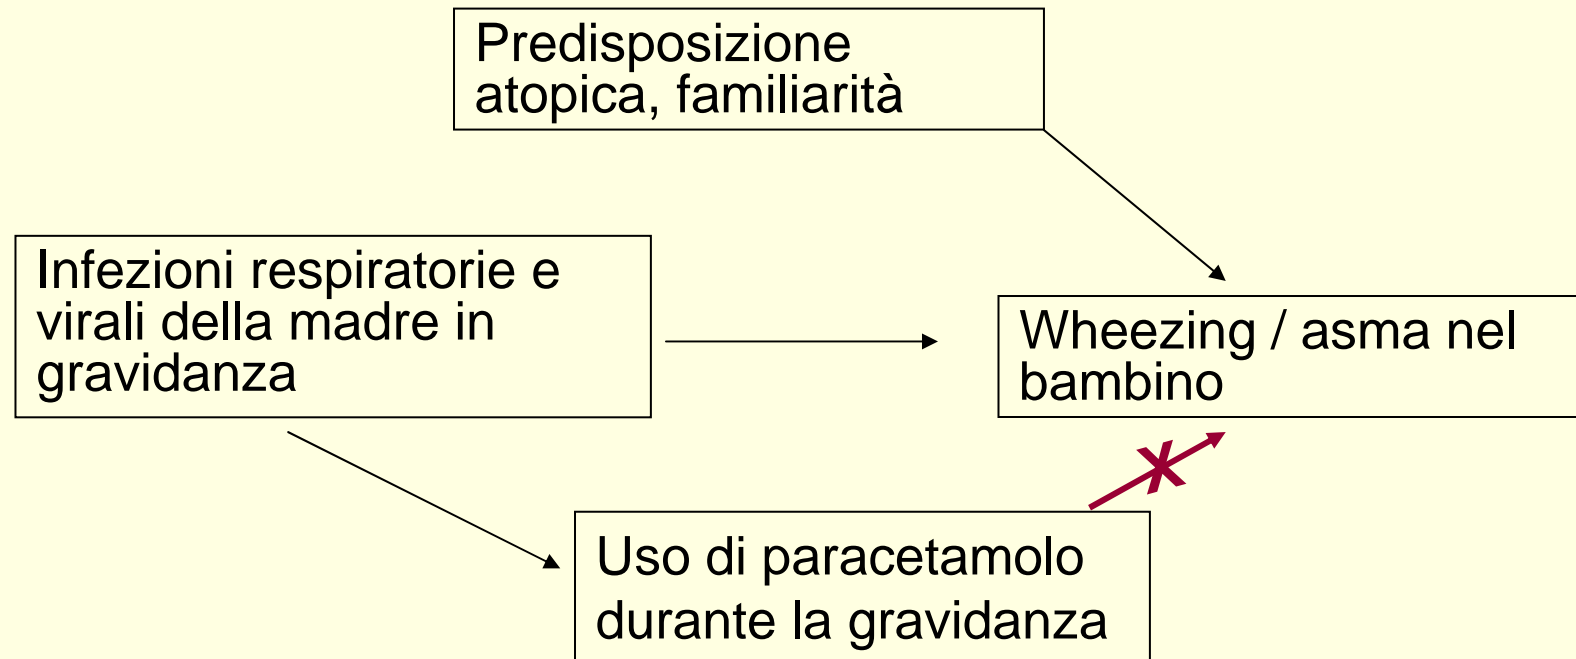 Predisposizione
atopica, familiarità
Infezioni respiratorie e
virali della madre in
gravidanza
Wheezing / asma nel
bambino
X
Uso di paracetamolo
durante la gravidanza